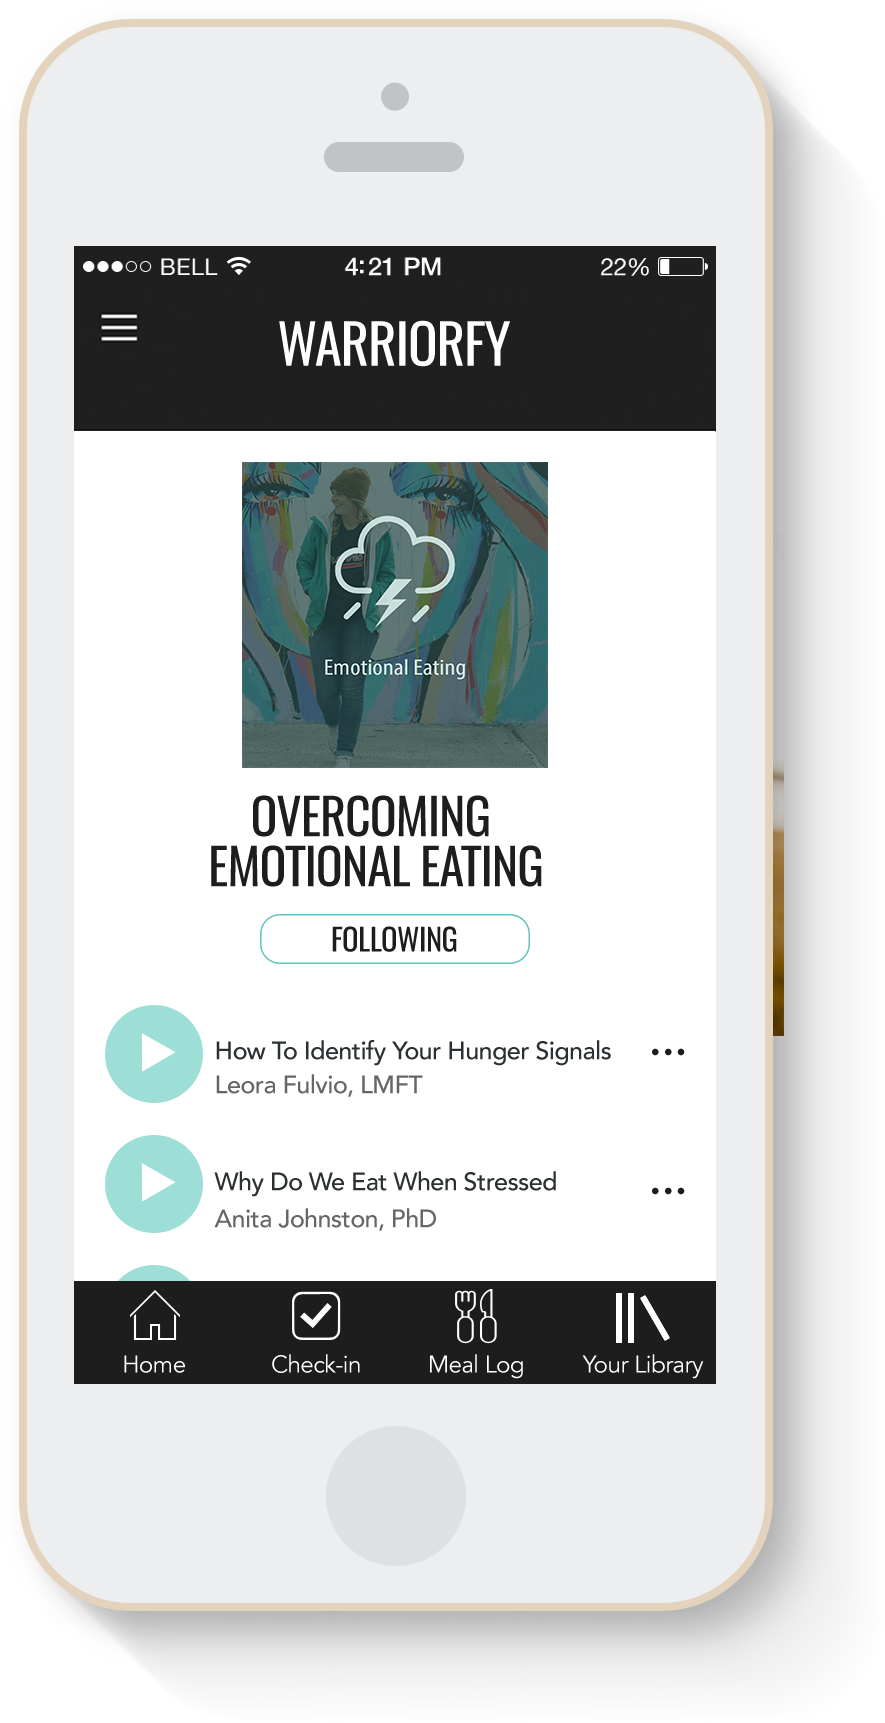 BELL 4:21 PM 22%
WARRIORFY
Emotional Eating
OVERCOMING
EMOTIONAL EATING
FOLLOWING
How To Identify Your Hunger Signals
Leora Fulvio, LMFT
Why Do We Eat When Stressed
Anita Johnston, PhD
Home Check-in Meal Log Your Library